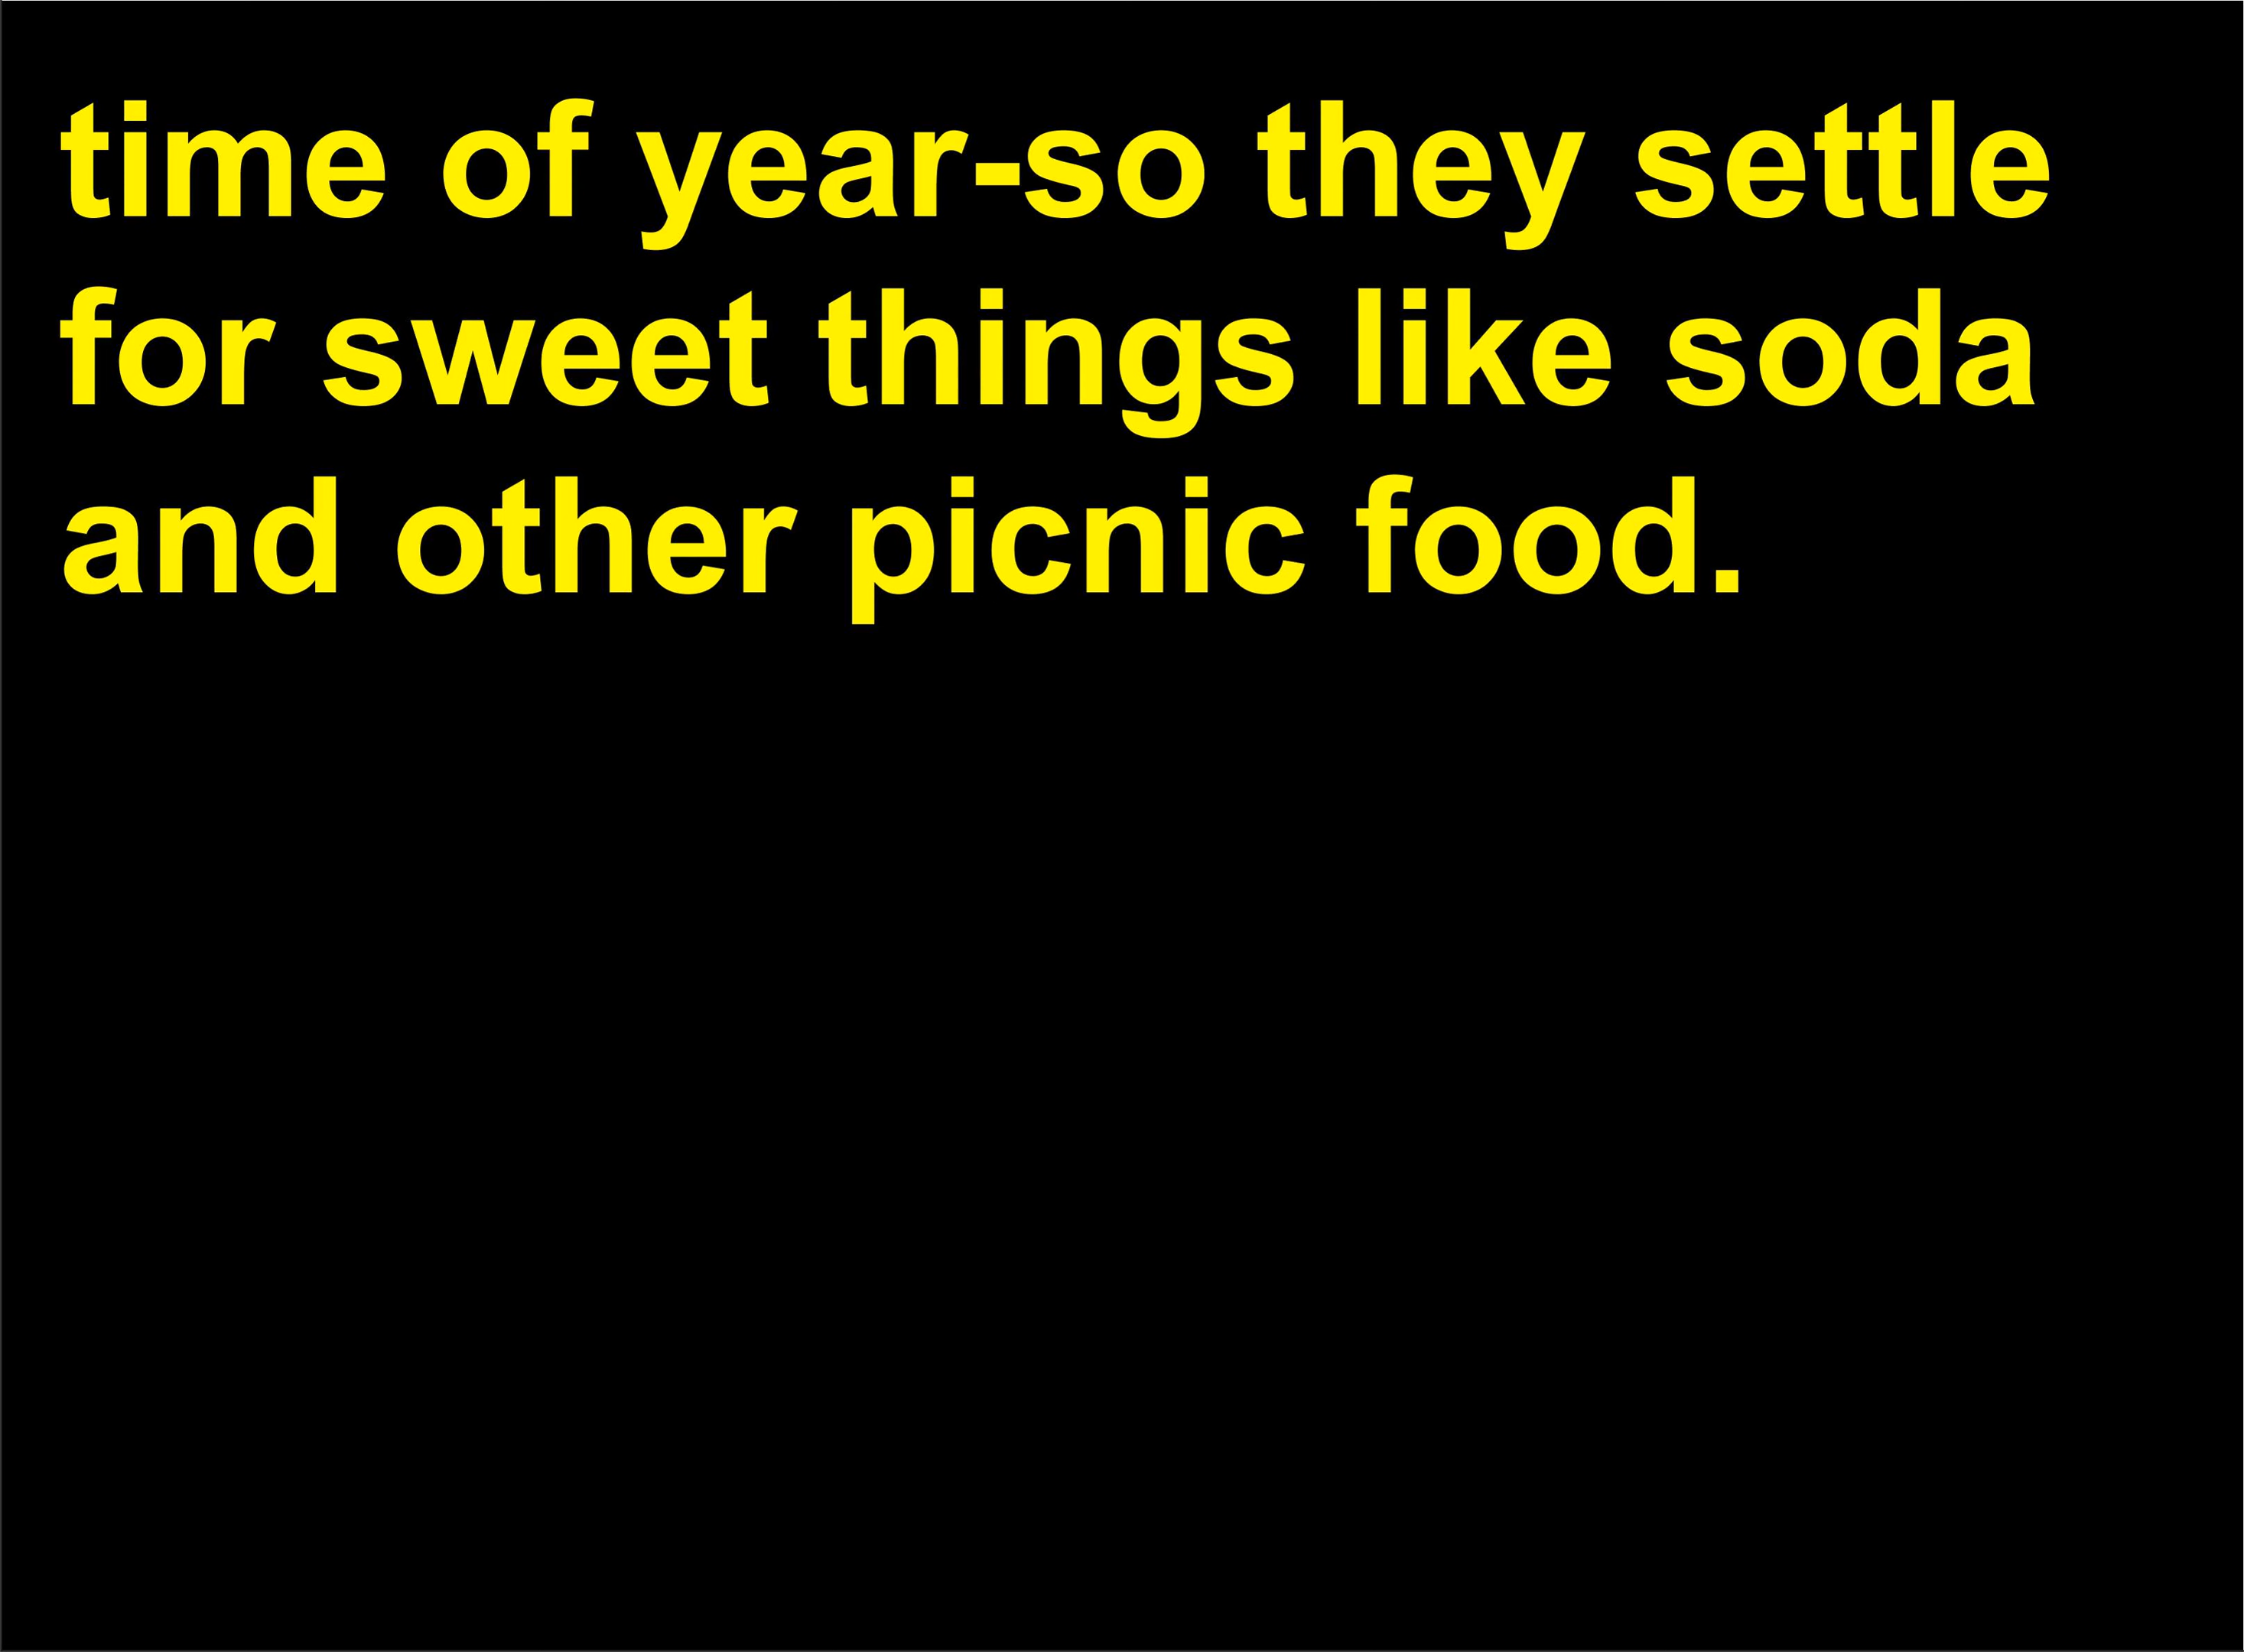 time of year-so they settle
for sweet things like soda
and other picnic food.